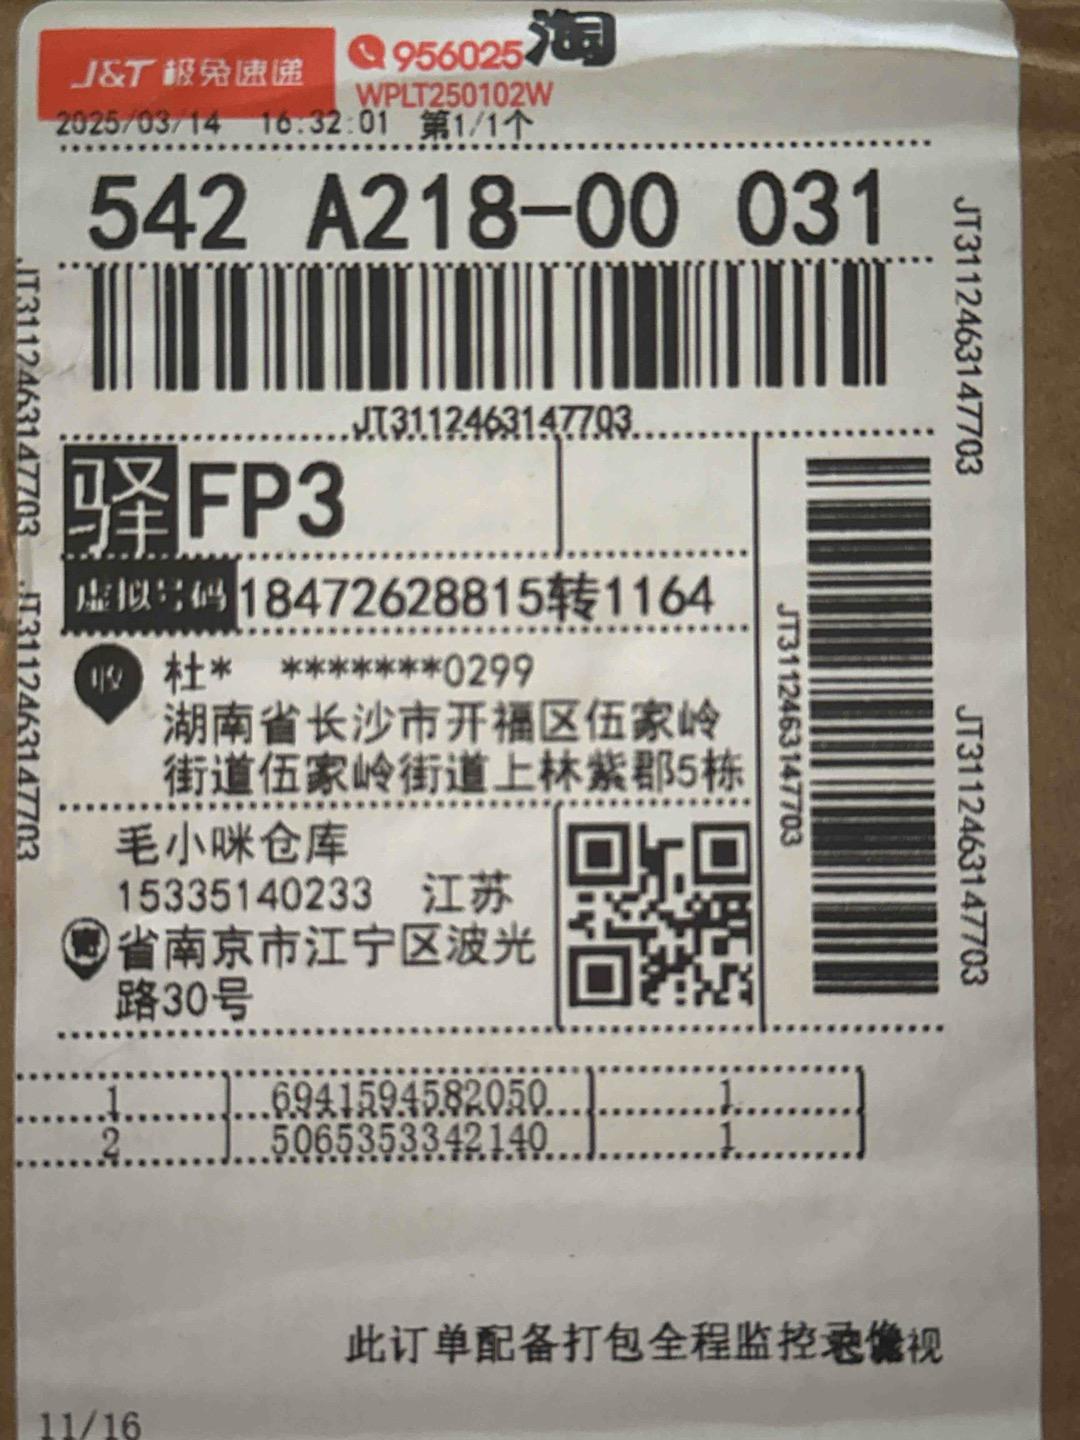 J&T 极兔速递
956025
淘
WPLT250102W
2025/03/14 16:32:01 第1/1个
542 A218-00 031
JT3112463147703
驿FP3
虚拟号码18472628815转1164
收
杜* *******0299
湖南省长沙市开福区伍家岭
街道伍家岭街道上林紫郡5栋
毛小咪仓库
15335140233 江苏
寄
省南京市江宁区波光
路30号
JT3112463147703
JT3112463147703
JT3112463147703
JT3112463147703
JT3112463147703
1 6941594582050 1
2 5065353342140 1
此订单配备打包全程监控 视
11/16